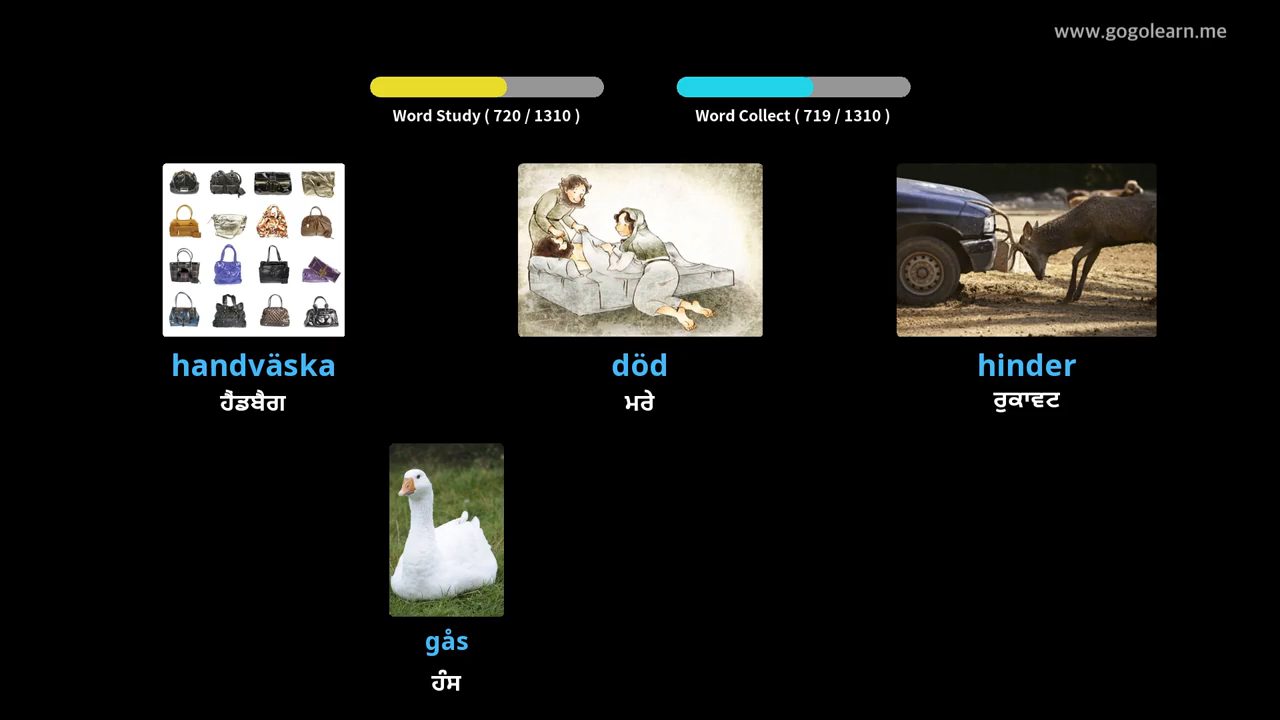 www.gogolearn.me
Word Study ( 720 / 1310 )
Word Collect ( 719 / 1310 )
handväska
död
hinder
ਹੈਂਡਬੈਗ
ਮਰੇ
ਰੁਕਾਵਟ
gås
ਹੰਸ